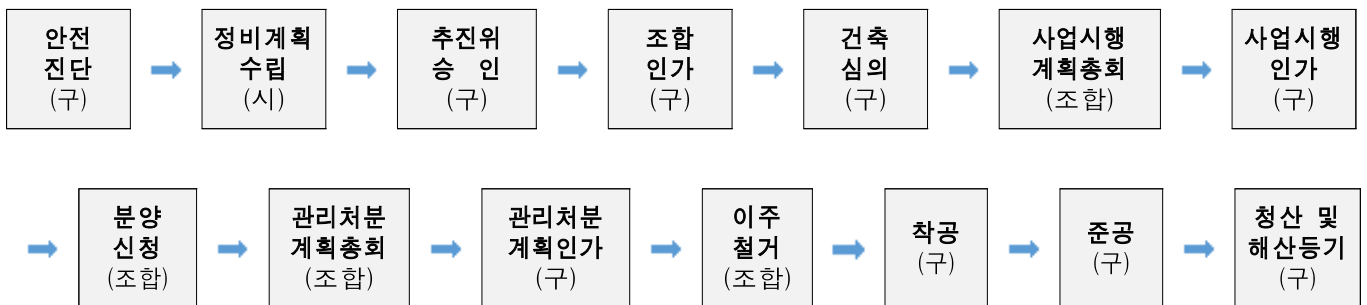 안전
진단
(구)
정비계획
수립
(시)
추진위
승 인
(구)
조합
인가
(구)
건축
심의
(구)
사업시행
계획총회
(조합)
사업시행
인가
(구)
분양
신청
(조합)
관리처분
계획총회
(조합)
관리처분
계획인가
(구)
이주
철거
(조합)
착공
(구)
준공
(구)
청산 및
해산등기
(구)